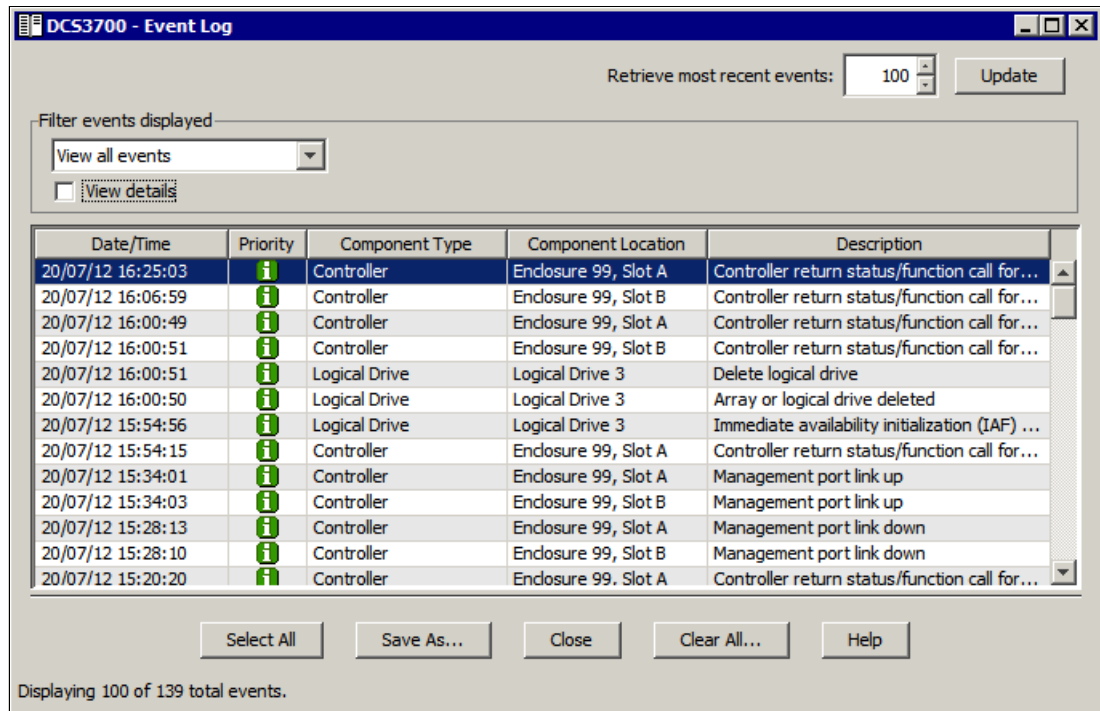 DCS3700 - Event Log
Retrieve most recent events: 100 Update
Filter events displayed
View all events
View details
Date/Time Priority Component Type Component Location Description
20/07/12 16:25:03 Controller Enclosure 99, Slot A Controller return status/function call for...
20/07/12 16:06:59 Controller Enclosure 99, Slot B Controller return status/function call for...
20/07/12 16:00:49 Controller Enclosure 99, Slot A Controller return status/function call for...
20/07/12 16:00:51 Controller Enclosure 99, Slot B Controller return status/function call for...
20/07/12 16:00:51 Logical Drive Logical Drive 3 Delete logical drive
20/07/12 16:00:50 Logical Drive Logical Drive 3 Array or logical drive deleted
20/07/12 15:54:56 Logical Drive Logical Drive 3 Immediate availability initialization (IAF) ...
20/07/12 15:54:15 Controller Enclosure 99, Slot A Controller return status/function call for...
20/07/12 15:34:01 Controller Enclosure 99, Slot A Management port link up
20/07/12 15:34:03 Controller Enclosure 99, Slot B Management port link up
20/07/12 15:28:13 Controller Enclosure 99, Slot A Management port link down
20/07/12 15:28:10 Controller Enclosure 99, Slot B Management port link down
20/07/12 15:20:20 Controller Enclosure 99, Slot A Controller return status/function call for...
Select All Save As... Close Clear All... Help
Displaying 100 of 139 total events.